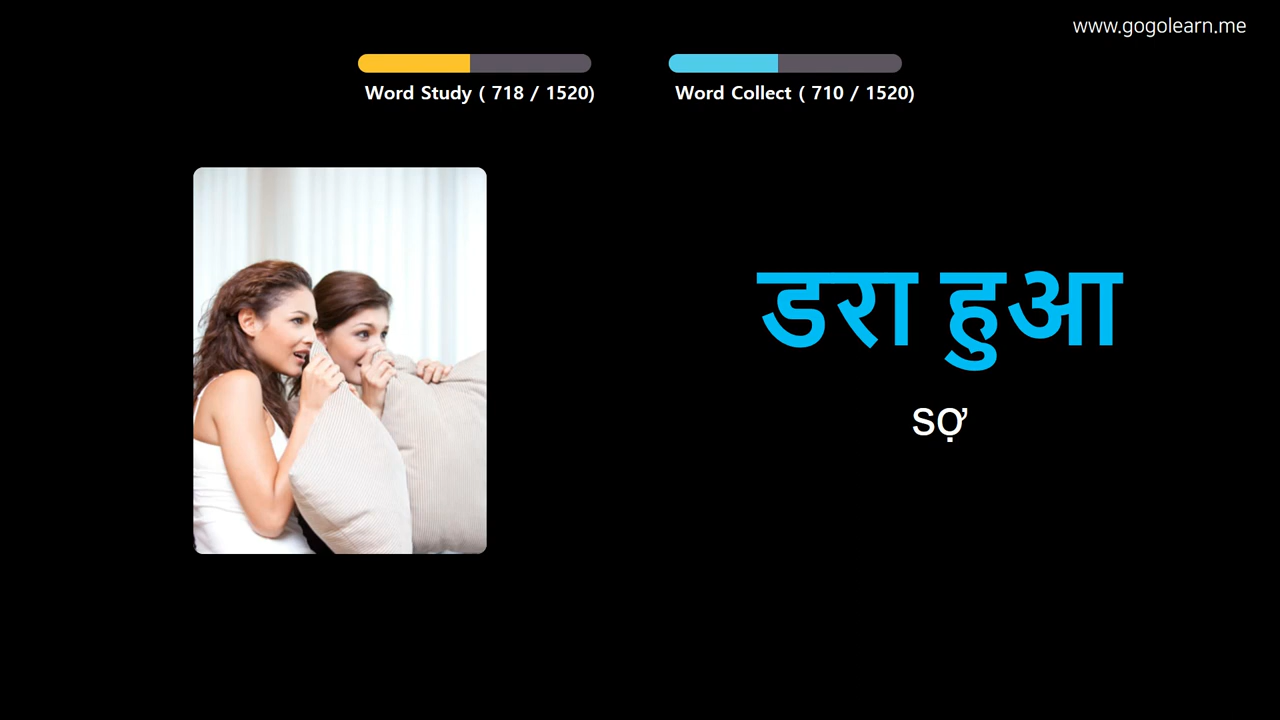 www.gogolearn.me
Word Study ( 718 / 1520)
Word Collect ( 710 / 1520)
डरा हुआ
sợ